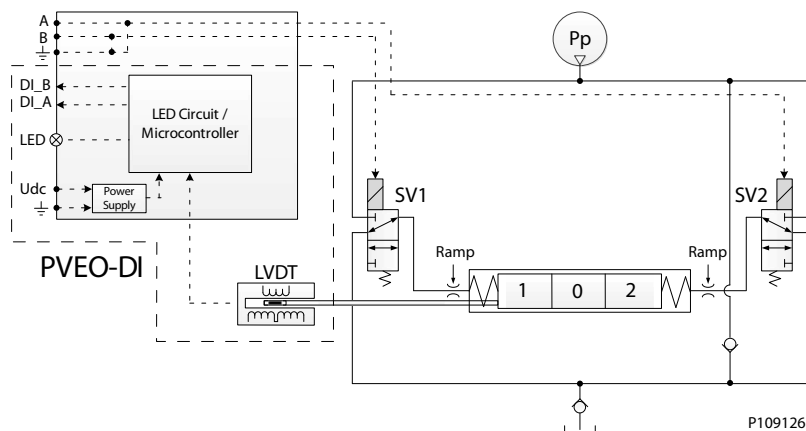 A
B
Pp
DI_B
DI_A
LED Circuit /
Microcontroller
LED
Udc
Power
Supply
SV1
SV2
PVEO-DI
LVDT
Ramp
Ramp
1
0
2
P109126